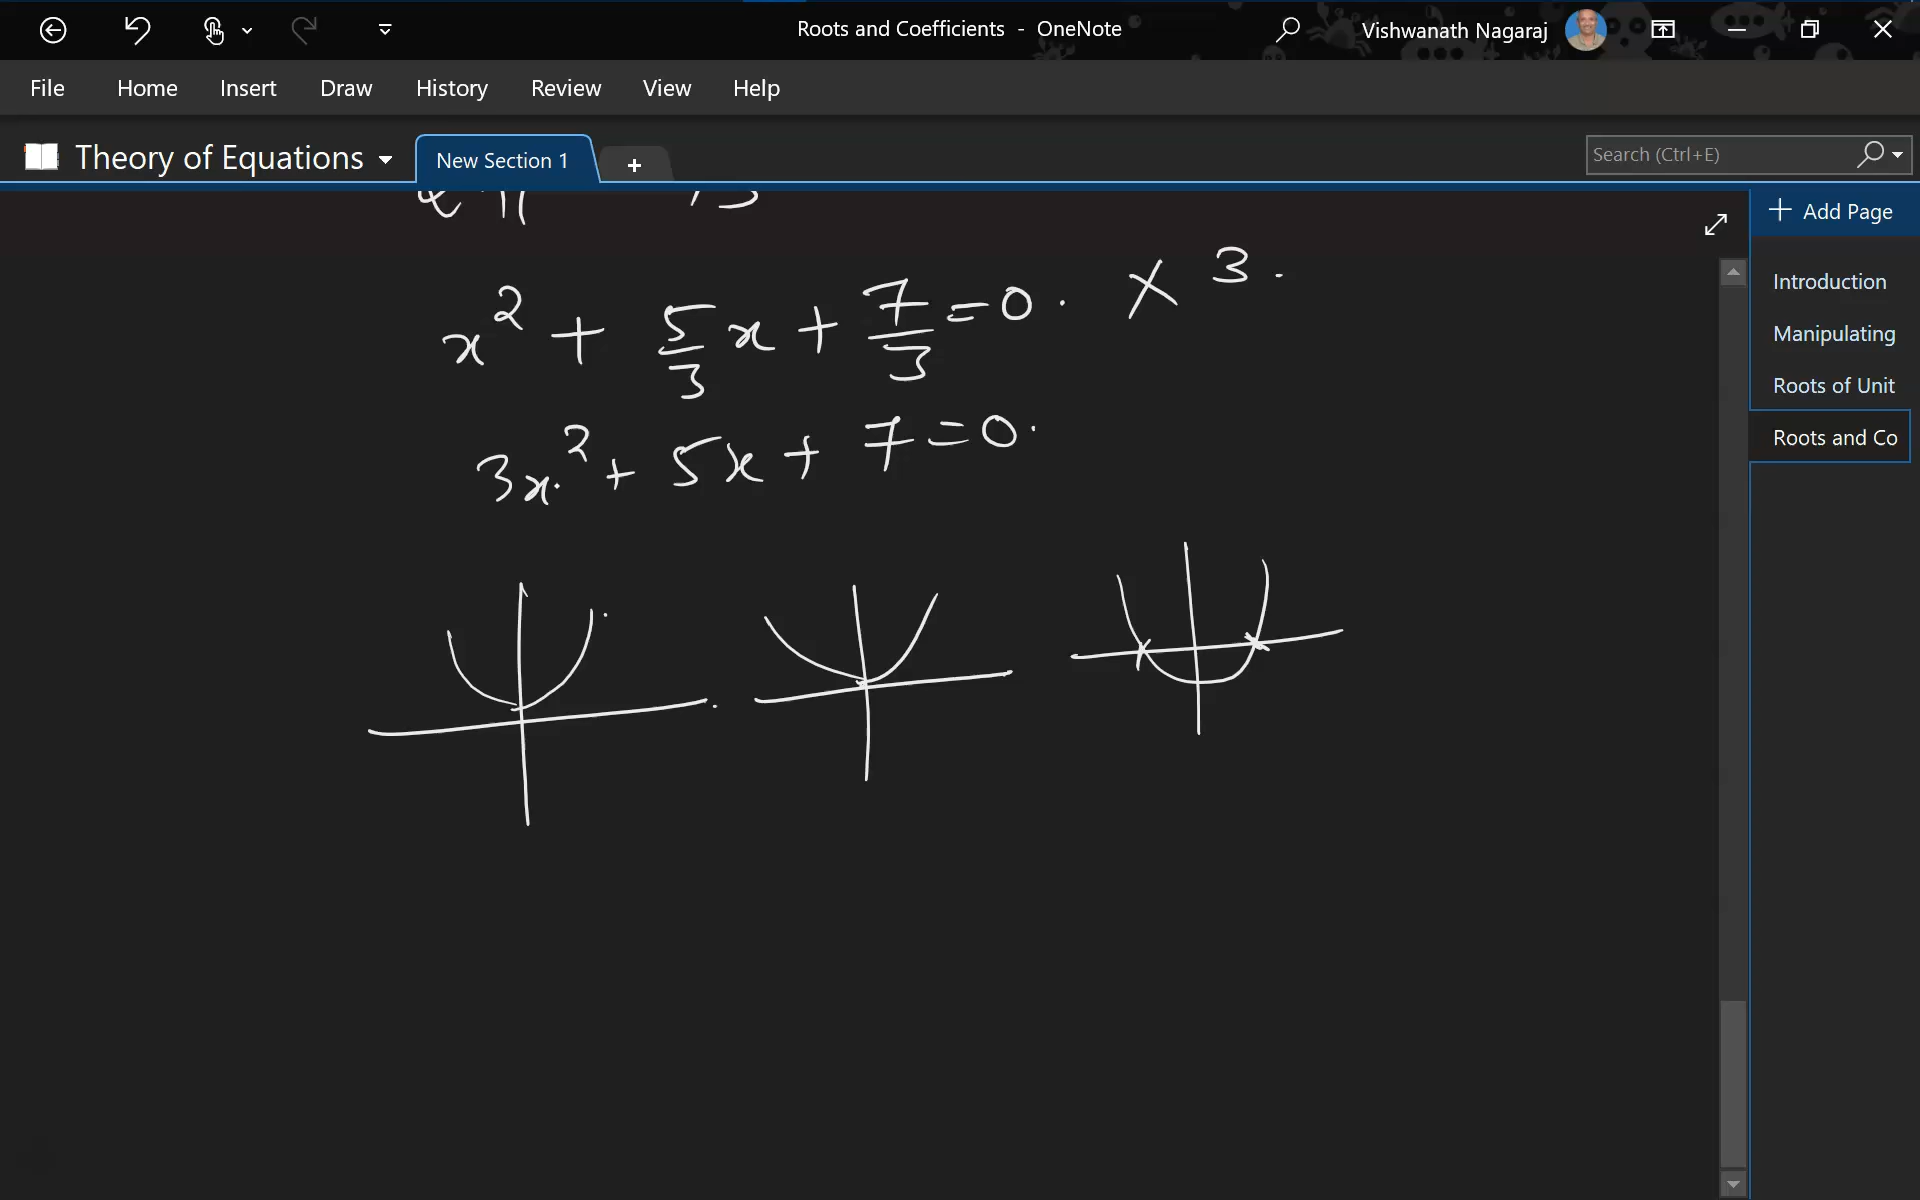 Roots and Coefficients - OneNote
Vishwanath Nagaraj
File Home Insert Draw History Review View Help
Theory of Equations
New Section 1
+
Search (Ctrl+E)
+ Add Page
Introduction
Manipulating
Roots of Unit
Roots and Co
x² + 5/3 x + 7/3 = 0. × 3.
3x² + 5x + 7 = 0.